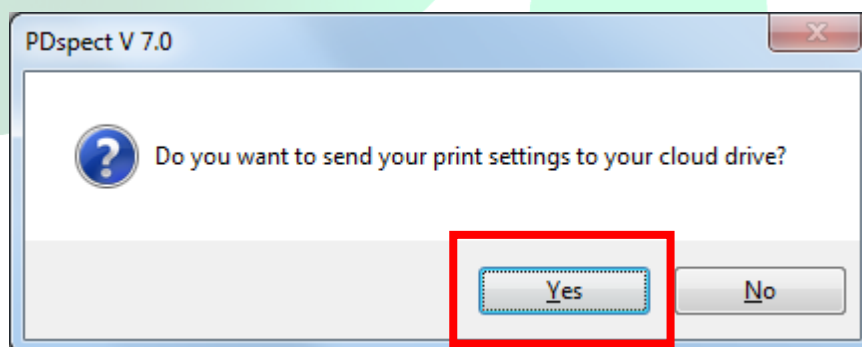 PDspect V 7.0
Do you want to send your print settings to your cloud drive?
Yes
No